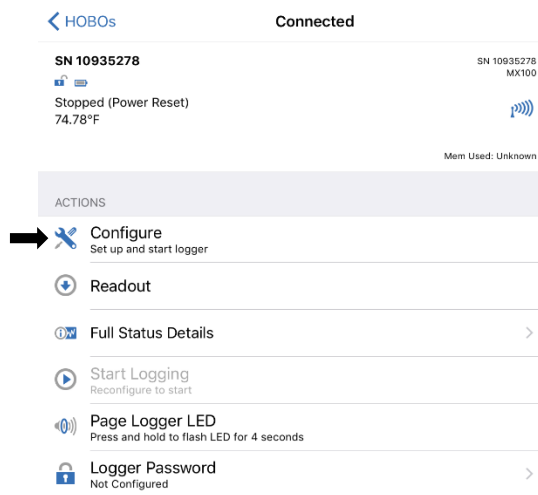 HOBOs
Connected
SN 10935278
SN 10935278
MX100
Stopped (Power Reset)
74.78°F
Mem Used: Unknown
ACTIONS
Configure
Set up and start logger
Readout
Full Status Details
Start Logging
Reconfigure to start
Page Logger LED
Press and hold to flash LED for 4 seconds
Logger Password
Not Configured